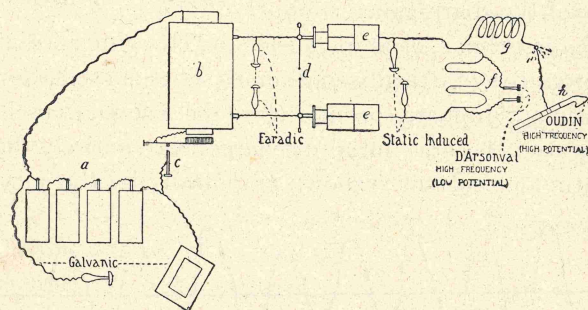 g
e
b
d
f
h
Faradic
Static Induced
OUDIN
HIGH FREQUENCY
(HIGH POTENTIAL)
e
D'Arsonval
HIGH FREQUENCY
(LOW POTENTIAL)
a
c
Galvanic